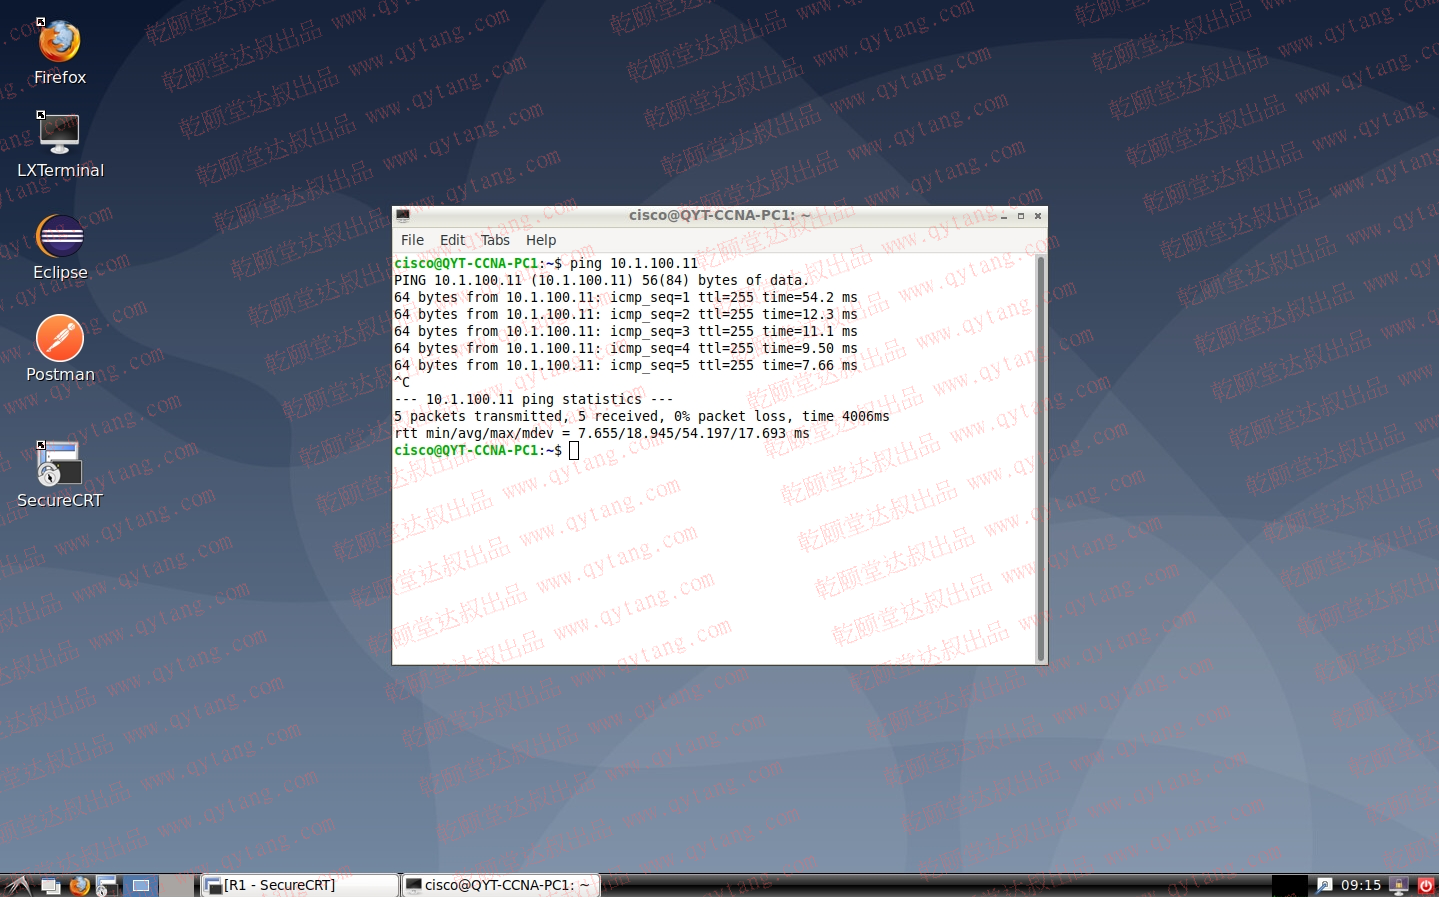 Firefox
LXTerminal
Eclipse
Postman
SecureCRT
cisco@QYT-CCNA-PC1: ~
File Edit Tabs Help
cisco@QYT-CCNA-PC1:~$ ping 10.1.100.11
PING 10.1.100.11 (10.1.100.11) 56(84) bytes of data.
64 bytes from 10.1.100.11: icmp_seq=1 ttl=255 time=54.2 ms
64 bytes from 10.1.100.11: icmp_seq=2 ttl=255 time=12.3 ms
64 bytes from 10.1.100.11: icmp_seq=3 ttl=255 time=11.1 ms
64 bytes from 10.1.100.11: icmp_seq=4 ttl=255 time=9.50 ms
64 bytes from 10.1.100.11: icmp_seq=5 ttl=255 time=7.66 ms
^C
--- 10.1.100.11 ping statistics ---
5 packets transmitted, 5 received, 0% packet loss, time 4006ms
rtt min/avg/max/mdev = 7.655/18.945/54.197/17.693 ms
cisco@QYT-CCNA-PC1:~$
[R1 - SecureCRT]
cisco@QYT-CCNA-PC1: ~
09:15
乾颐堂达叔出品 www.qytang.com